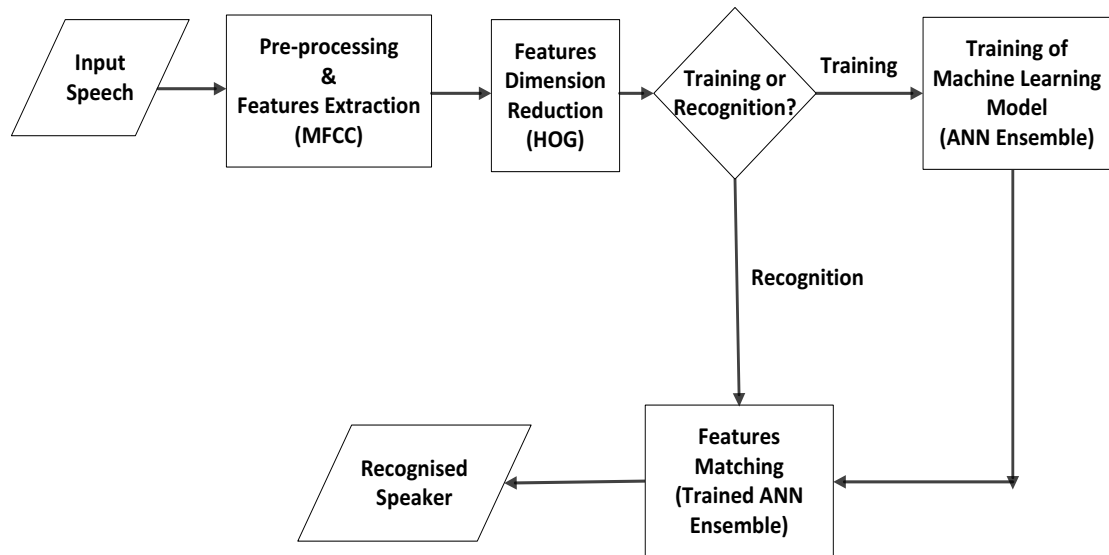 Input
Speech
Pre-processing
&
Features Extraction
(MFCC)
Features
Dimension
Reduction
(HOG)
Training or
Recognition?
Training
Training of
Machine Learning
Model
(ANN Ensemble)
Recognition
Features
Matching
(Trained ANN
Ensemble)
Recognised
Speaker